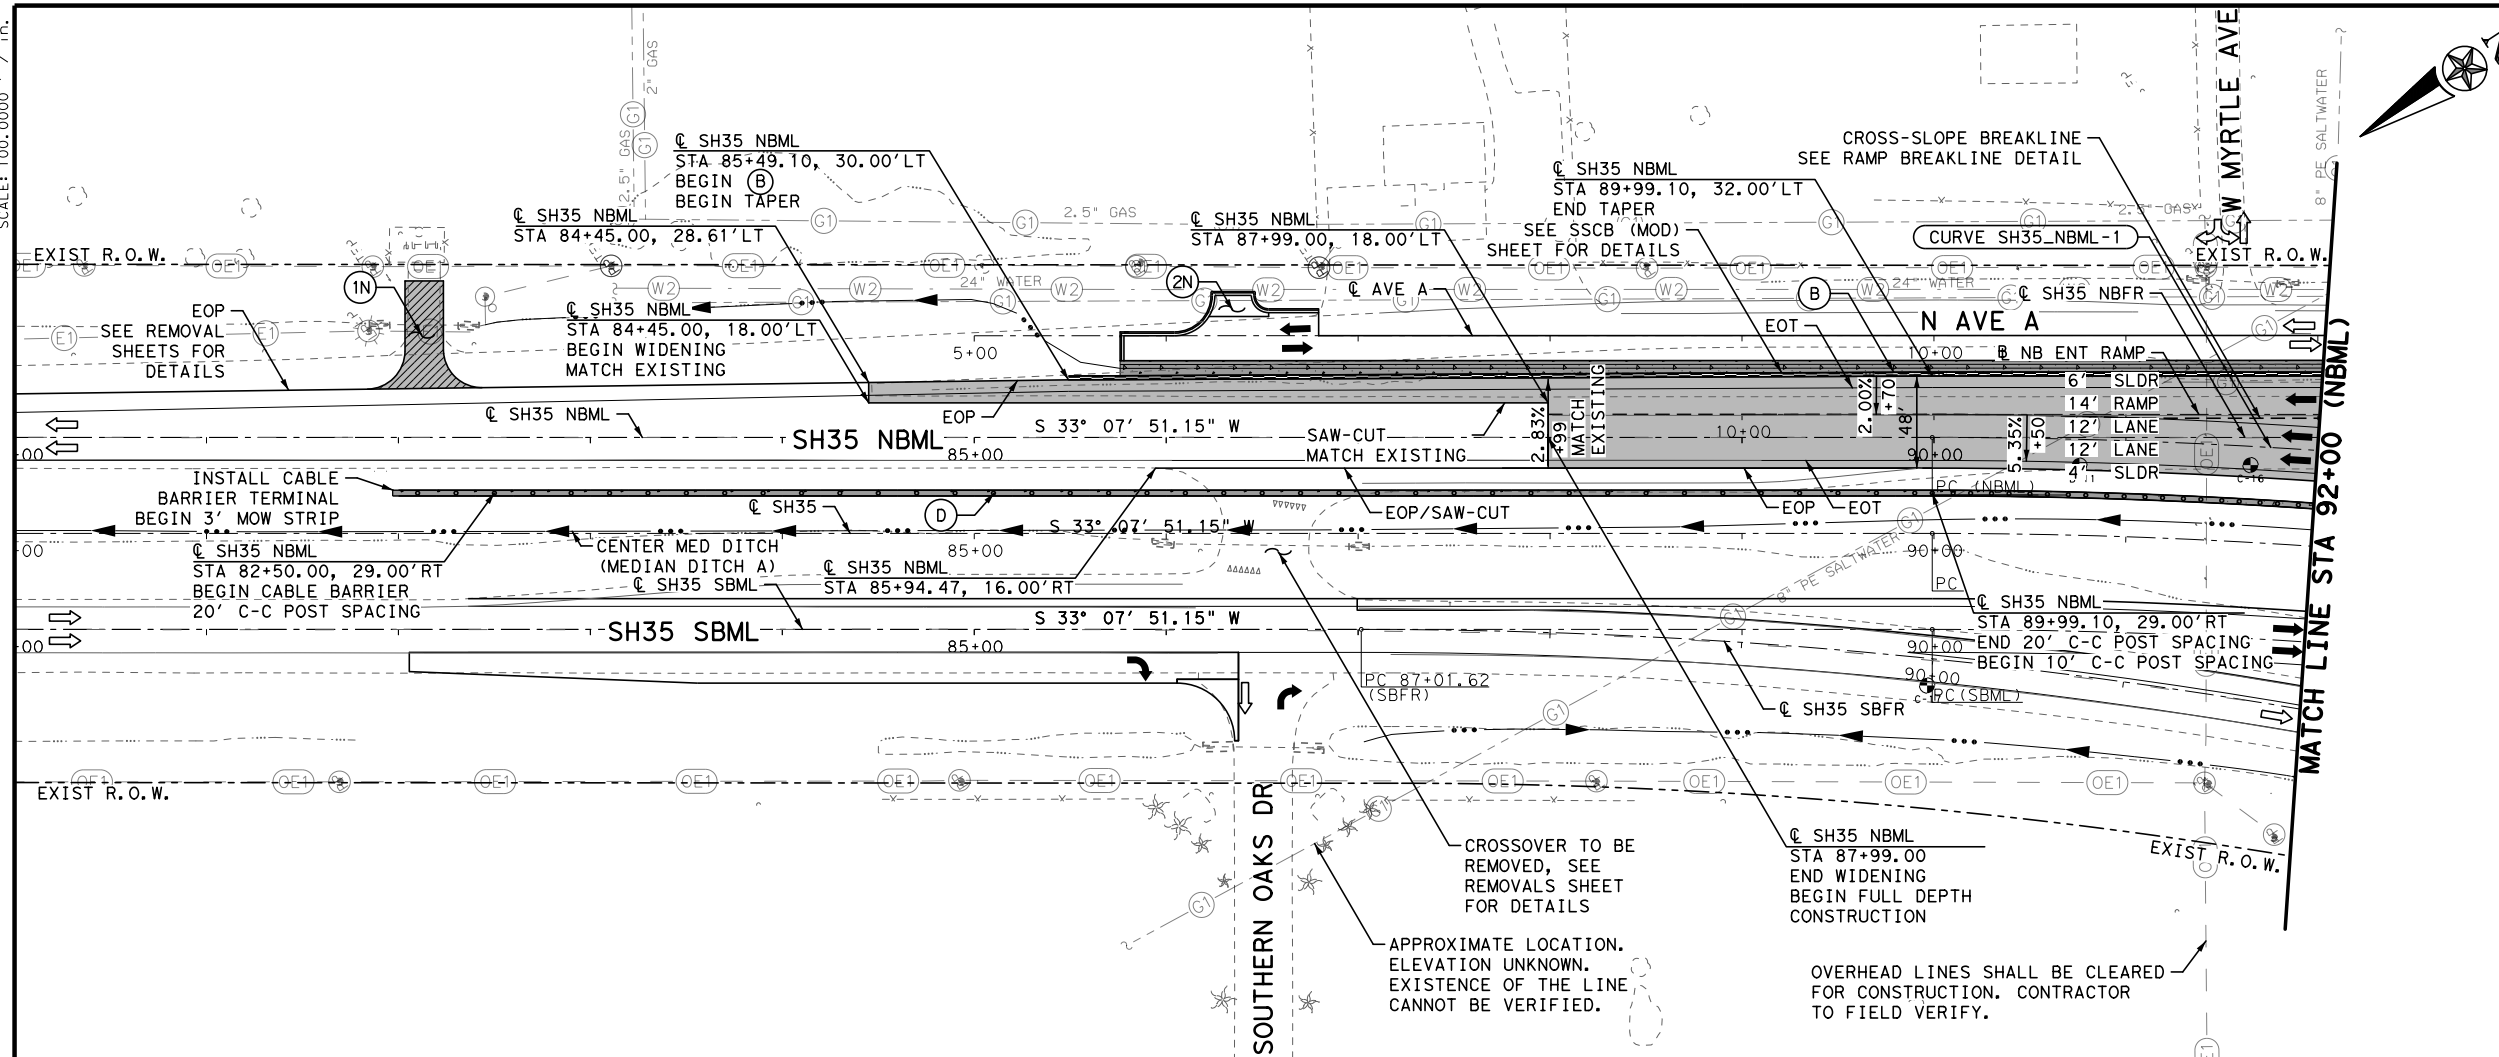 SCALE: 100.0000 ' / in.
2" GAS
2.5" GAS
℄ SH35 NBML
STA 85+49.10, 30.00'LT
BEGIN B
BEGIN TAPER
℄ SH35 NBML
STA 84+45.00, 28.61'LT
℄ SH35 NBML
STA 84+45.00, 18.00'LT
BEGIN WIDENING
MATCH EXISTING
2.5" GAS
℄ SH35 NBML
STA 87+99.00, 18.00'LT
℄ SH35 NBML
STA 89+99.10, 32.00'LT
END TAPER
SEE SSCB (MOD)
SHEET FOR DETAILS
CROSS-SLOPE BREAKLINE
SEE RAMP BREAKLINE DETAIL
2.5" GAS
W MYRTLE AVE
8" PE SALTWATER
CURVE SH35_NBML-1
EXIST R.O.W.
EXIST R.O.W.
OE1
G1
W2
E1
1N
2N
B
24" WATER
24" WATER
℄ AVE A
℄ SH35 NBFR
N AVE A
EOP
SEE REMOVAL
SHEETS FOR
DETAILS
5+00
EOT
10+00
NB ENT RAMP
6' SLDR
14' RAMP
12' LANE
12' LANE
4' SLDR
2.83%
+99
MATCH
EXISTING
2.00%
+70
48'
5.35%
+50
℄ SH35 NBML
SH35 NBML
EOP
S 33° 07' 51.15" W
SAW-CUT
MATCH EXISTING
10+00
00
85+00
90+00
INSTALL CABLE
BARRIER TERMINAL
BEGIN 3' MOW STRIP
℄ SH35
D
EOP/SAW-CUT
EOP
EOT
PC (NBML)
C-16
S 33° 07' 51.15" W
00
85+00
90+00
CENTER MED DITCH
(MEDIAN DITCH A)
℄ SH35 NBML
STA 82+50.00, 29.00'RT
BEGIN CABLE BARRIER
20' C-C POST SPACING
℄ SH35 SBML
℄ SH35 NBML
STA 85+94.47, 16.00'RT
8" PE SALTWATER
PC
℄ SH35 NBML
STA 89+99.10, 29.00'RT
END 20' C-C POST SPACING
BEGIN 10' C-C POST SPACING
SH35 SBML
S 33° 07' 51.15" W
00
85+00
90+00
90+00
PC 87+01.62
(SBFR)
PC(SBML)
℄ SH35 SBFR
MATCH LINE STA 92+00 (NBML)
EXIST R.O.W.
EXIST R.O.W.
SOUTHERN OAKS DR
CROSSOVER TO BE
REMOVED, SEE
REMOVALS SHEET
FOR DETAILS
℄ SH35 NBML
STA 87+99.00
END WIDENING
BEGIN FULL DEPTH
CONSTRUCTION
APPROXIMATE LOCATION.
ELEVATION UNKNOWN.
EXISTENCE OF THE LINE
CANNOT BE VERIFIED.
OVERHEAD LINES SHALL BE CLEARED
FOR CONSTRUCTION. CONTRACTOR
TO FIELD VERIFY.